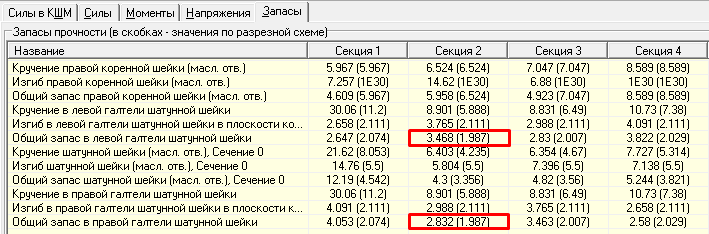 Силы в КШМ Силы Моменты Напряжения Запасы
Запасы прочности (в скобках - значения по разрезной схеме)
Название Секция 1 Секция 2 Секция 3 Секция 4
Кручение правой коренной шейки (масл. отв.) 5.967 (5.967) 6.524 (6.524) 7.047 (7.047) 8.589 (8.589)
Изгиб правой коренной шейки (масл. отв.) 7.257 (1E30) 14.62 (1E30) 6.88 (1E30) 1E30 (1E30)
Общий запас правой коренной шейки (масл. отв.) 4.609 (5.967) 5.958 (6.524) 4.923 (7.047) 8.589 (8.589)
Кручение в левой галтели шатунной шейки 30.06 (11.2) 8.901 (5.888) 8.831 (6.49) 10.73 (7.38)
Изгиб в левой галтели шатунной шейки в плоскости ко... 2.658 (2.111) 3.765 (2.111) 2.988 (2.111) 4.091 (2.111)
Общий запас в левой галтели шатунной шейки 2.647 (2.074) 3.468 (1.987) 2.83 (2.007) 3.822 (2.029)
Кручение шатунной шейки (масл. отв.), Сечение 0 21.62 (8.053) 6.403 (4.235) 6.354 (4.67) 7.727 (5.314)
Изгиб шатунной шейки (масл. отв.), Сечение 0 14.76 (5.5) 5.804 (5.5) 7.396 (5.5) 7.138 (5.5)
Общий запас шатунной шейки (масл. отв.), Сечение 0 12.19 (4.542) 4.3 (3.356) 4.82 (3.56) 5.244 (3.821)
Кручение в правой галтели шатунной шейки 30.06 (11.2) 8.901 (5.888) 8.831 (6.49) 10.73 (7.38)
Изгиб в правой галтели шатунной шейки в плоскости к... 4.091 (2.111) 2.988 (2.111) 3.765 (2.111) 2.658 (2.111)
Общий запас в правой галтели шатунной шейки 4.053 (2.074) 2.832 (1.987) 3.463 (2.007) 2.58 (2.029)